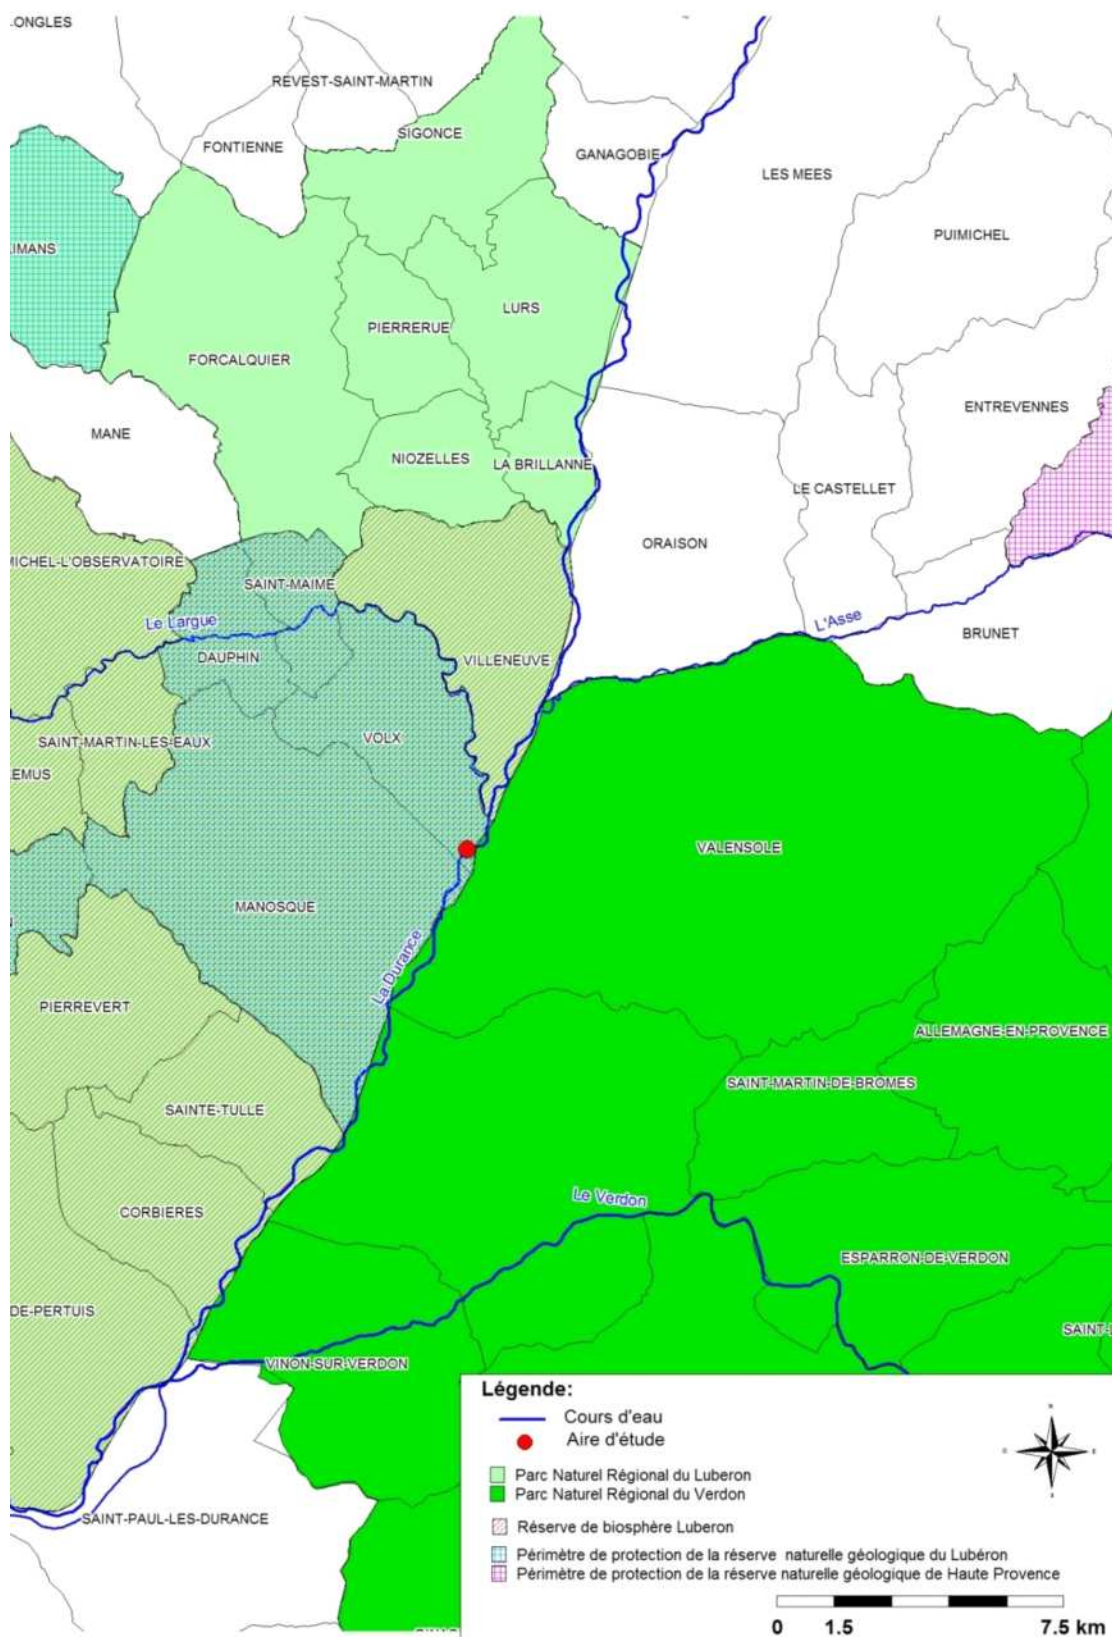 -ONGLES
REVEST-SAINT-MARTIN
SIGONCE
FONTIENNE
GANAGOBIE
LES MEES
PUIMICHEL
LIMANS
LURS
PIERRERUE
FORCALQUIER
ENTREVENNES
MANE
NIOZELLES
LA BRILLANNE
LE CASTELLET
ORAISON
MICHEL-L'OBSERVATOIRE
SAINT-MAIME
Le Largue
L'Asse
BRUNET
DAUPHIN
VILLENEUVE
VOLX
SAINT-MARTIN-LES-EAUX
LEMUS
VALENSOLE
MANOSQUE
N
La Durance
PIERREVERT
ALLEMAGNE-EN-PROVENCE
SAINT-MARTIN-DE-BROMES
SAINTE-TULLE
Le Verdon
CORBIERES
ESPARRON-DE-VERDON
DE-PERTUIS
SAINT-L
VINON-SUR-VERDON
SAINT-PAUL-LES-DURANCE
Légende:
Cours d'eau
Aire d'étude
Parc Naturel Régional du Luberon
Parc Naturel Régional du Verdon
Réserve de biosphère Luberon
Périmètre de protection de la réserve naturelle géologique du Lubéron
Périmètre de protection de la réserve naturelle géologique de Haute Provence
0 1.5 7.5 km